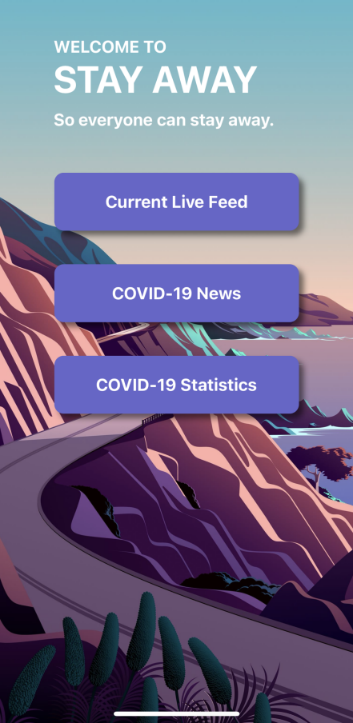 WELCOME TO
STAY AWAY
So everyone can stay away.
Current Live Feed
COVID-19 News
COVID-19 Statistics